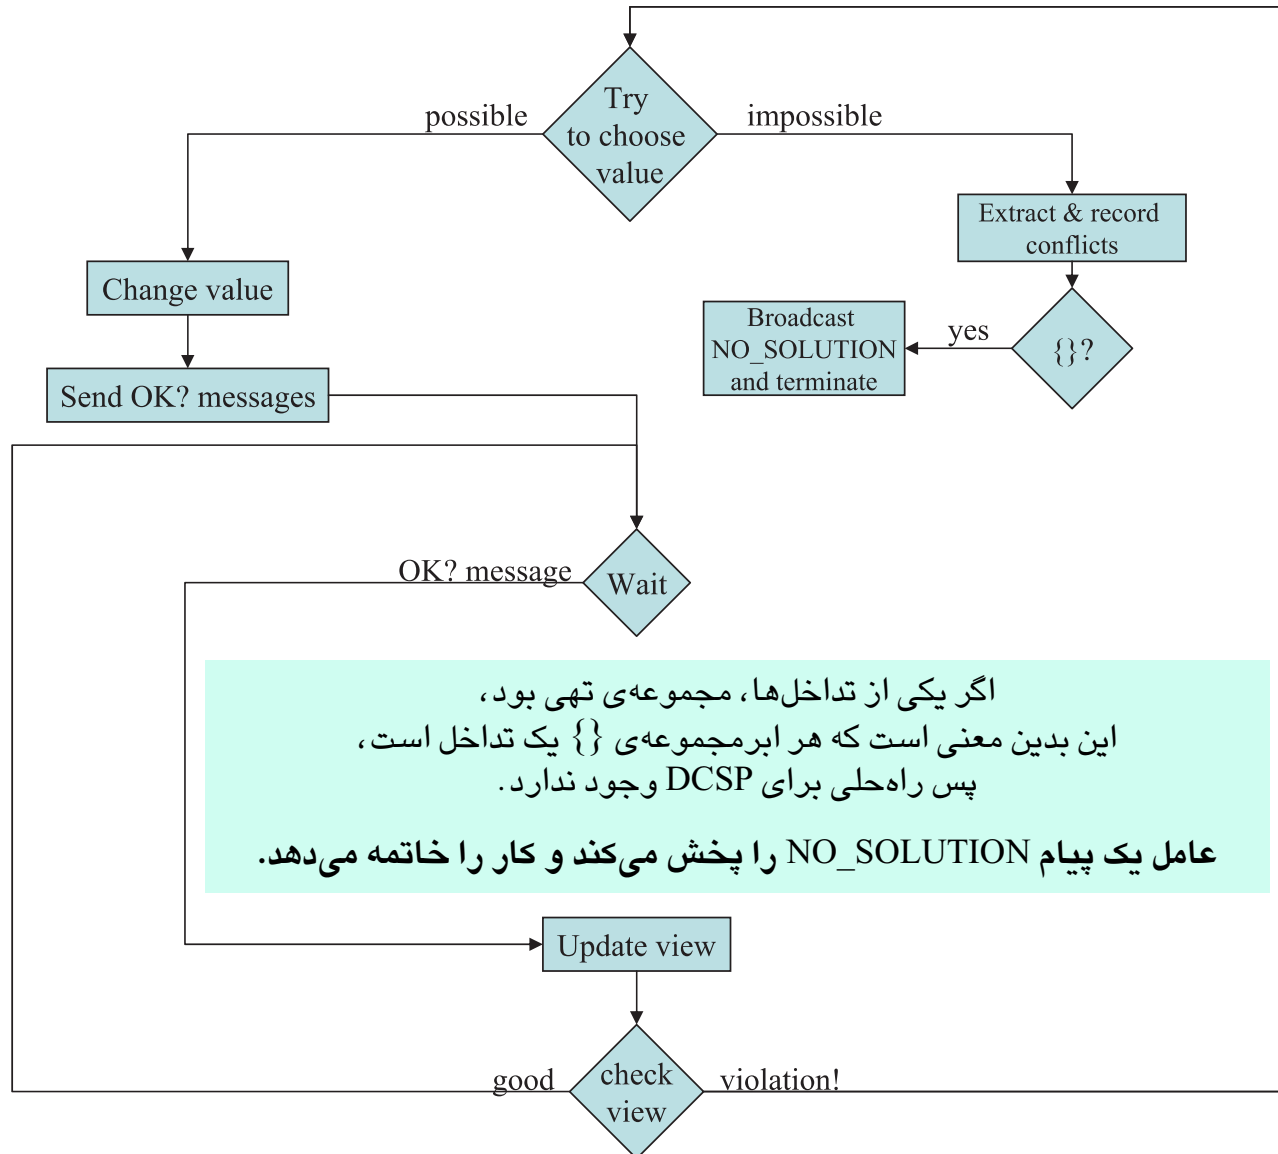 Try
to choose
value
possible
impossible
Extract & record
conflicts
Change value
Broadcast
NO_SOLUTION
and terminate
yes
{}?
Send OK? messages
OK? message
Wait
اگر یکی از تداخل‌ها، مجموعه‌ی تهی بود،
این بدین معنی است که هر ابرمجموعه‌ی {} یک تداخل است،
پس راه‌حلی برای DCSP وجود ندارد.
عامل یک پیام NO_SOLUTION را پخش می‌کند و کار را خاتمه می‌دهد.
Update view
good
check
view
violation!